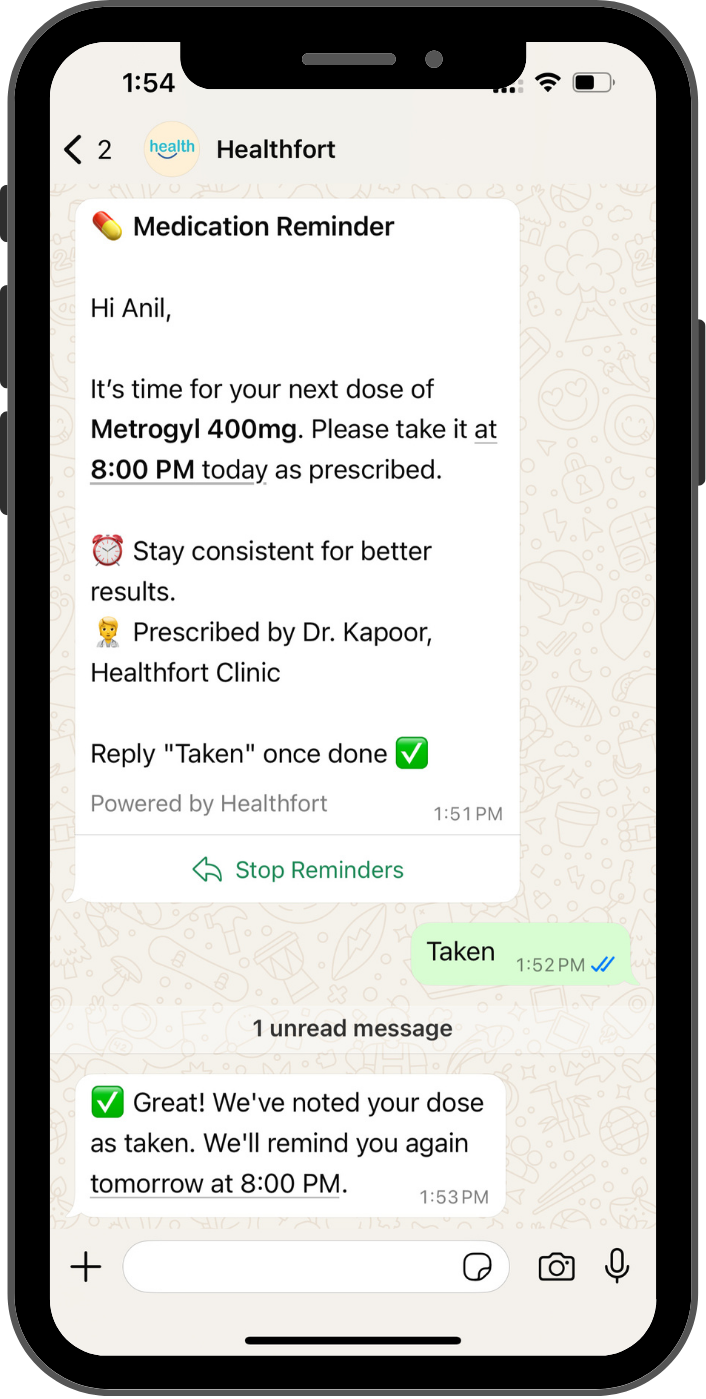 1:54
2
health
Healthfort
💊 Medication Reminder
Hi Anil,
It’s time for your next dose of
Metrogyl 400mg. Please take it at
8:00 PM today as prescribed.
⏰ Stay consistent for better
results.
🧑‍⚕️ Prescribed by Dr. Kapoor,
Healthfort Clinic
Reply "Taken" once done ✅
Powered by Healthfort
1:51 PM
Stop Reminders
Taken
1:52 PM
1 unread message
✅ Great! We've noted your dose
as taken. We'll remind you again
tomorrow at 8:00 PM.
1:53 PM